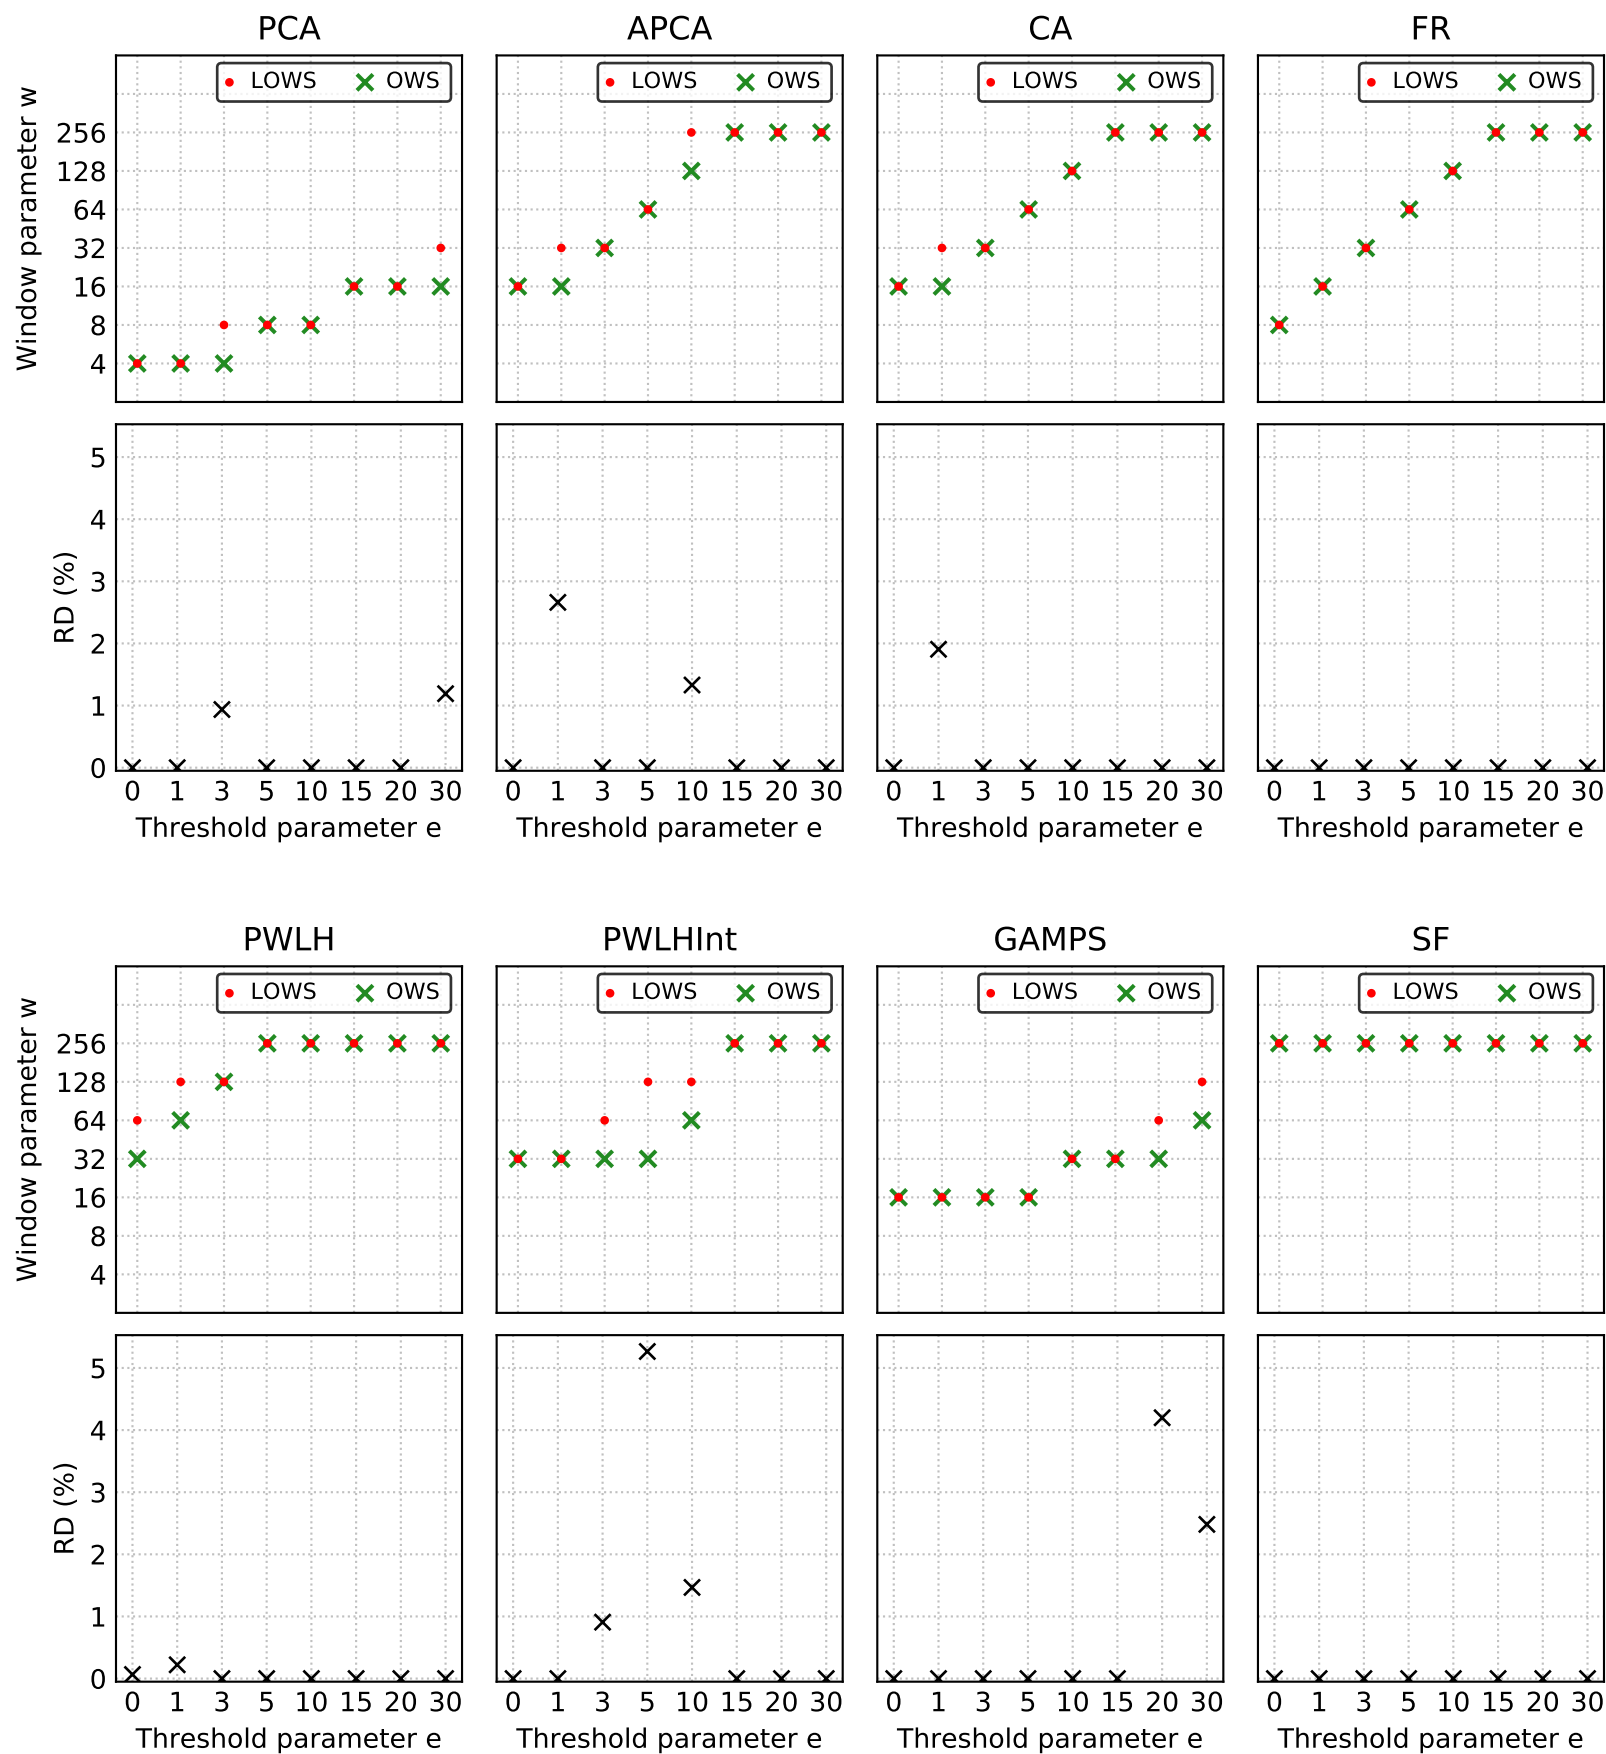 PCA APCA CA FR
LOWS OWS LOWS OWS LOWS OWS LOWS OWS
Window parameter w
256
128
64
32
16
8
4
RD (%)
5
4
3
2
1
0
0 1 3 5 10 15 20 30 0 1 3 5 10 15 20 30 0 1 3 5 10 15 20 30 0 1 3 5 10 15 20 30
Threshold parameter e Threshold parameter e Threshold parameter e Threshold parameter e
PWLH PWLHInt GAMPS SF
LOWS OWS LOWS OWS LOWS OWS LOWS OWS
Window parameter w
256
128
64
32
16
8
4
RD (%)
5
4
3
2
1
0
0 1 3 5 10 15 20 30 0 1 3 5 10 15 20 30 0 1 3 5 10 15 20 30 0 1 3 5 10 15 20 30
Threshold parameter e Threshold parameter e Threshold parameter e Threshold parameter e